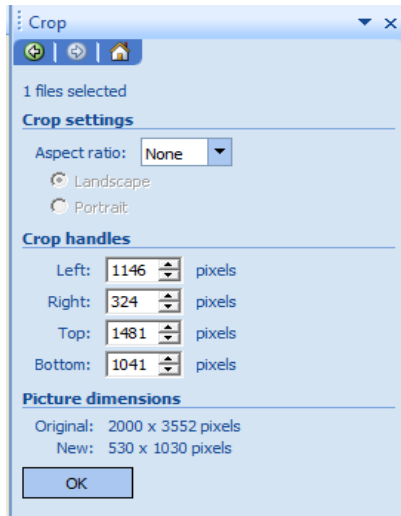 Crop
1 files selected
Crop settings
Aspect ratio: None
Landscape
Portrait
Crop handles
Left: 1146 pixels
Right: 324 pixels
Top: 1481 pixels
Bottom: 1041 pixels
Picture dimensions
Original: 2000 x 3552 pixels
New: 530 x 1030 pixels
OK